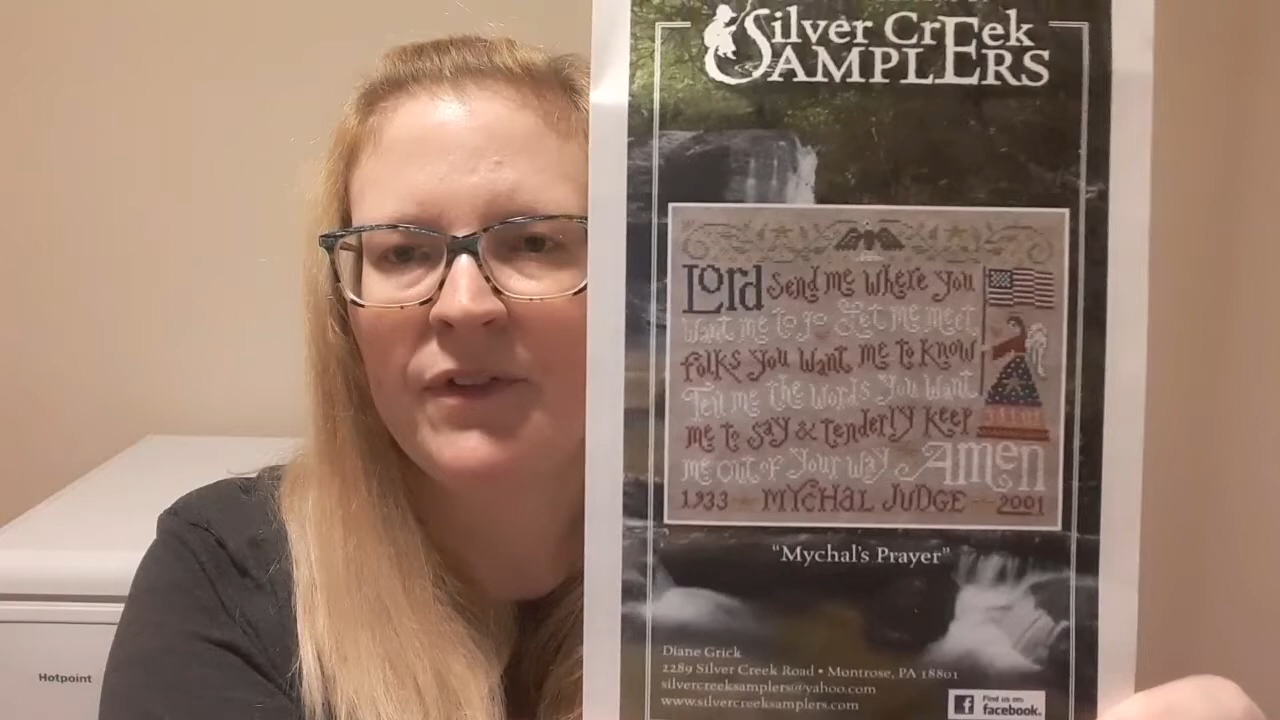 Silver CrEek
SAMPLERS
Lord Send me Where You
Want me to go Let me meet
folks You Want me to Know
Tell me the Words You Want
me to Say & tenderly Keep
me out of Your Way Amen
1933 MYCHAL JUDGE 2001
"Mychal's Prayer"
Diane Grick
2289 Silver Creek Road • Montrose, PA 18801
silvercreeksamplers@yahoo.com
www.silvercreeksamplers.com
f Find us on:
facebook.
Hotpoint